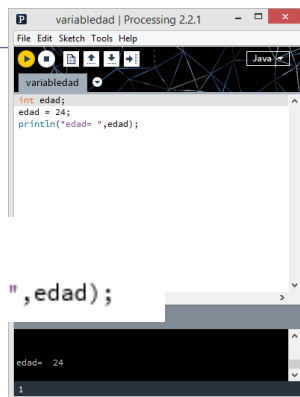 variabledad | Processing 2.2.1
File Edit Sketch Tools Help
Java
variabledad
int edad;
edad = 24;
println("edad= ",edad);
",edad);
edad=  24
1